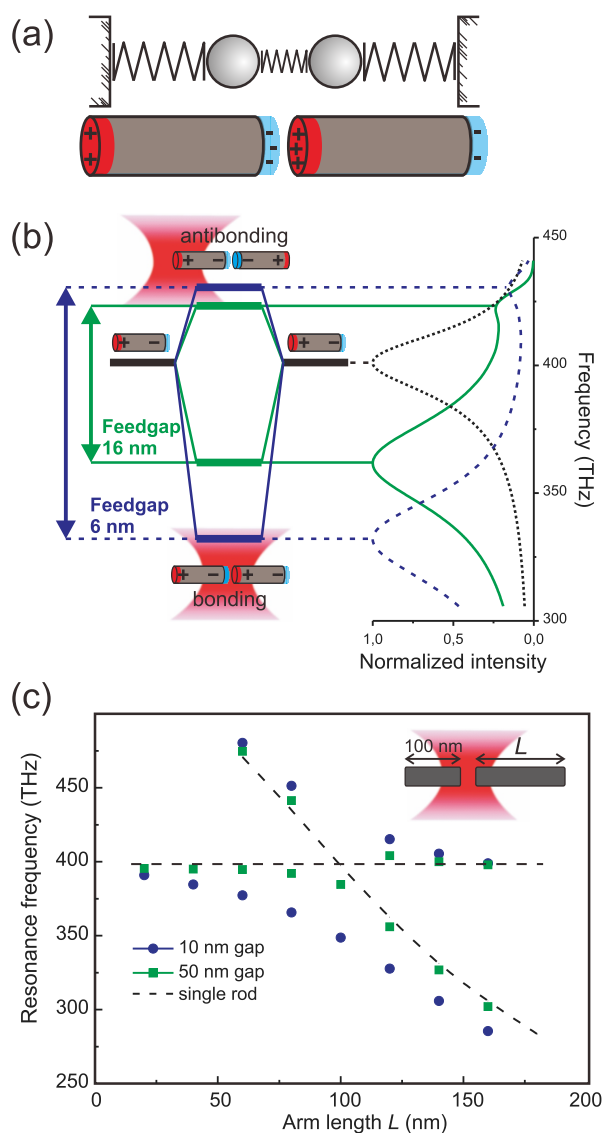 (a)
+ + - - + + + - - -
(b)
antibonding
+ - - +
+ - + -
Feedgap
16 nm
Feedgap
6 nm
+ - + -
bonding
450
400
350
300
Frequency (THz)
1,0 0,5 0,0
Normalized intensity
(c)
Resonance frequency (THz)
450
400
350
300
250
100 nm L
10 nm gap
50 nm gap
single rod
0 50 100 150 200
Arm length L (nm)